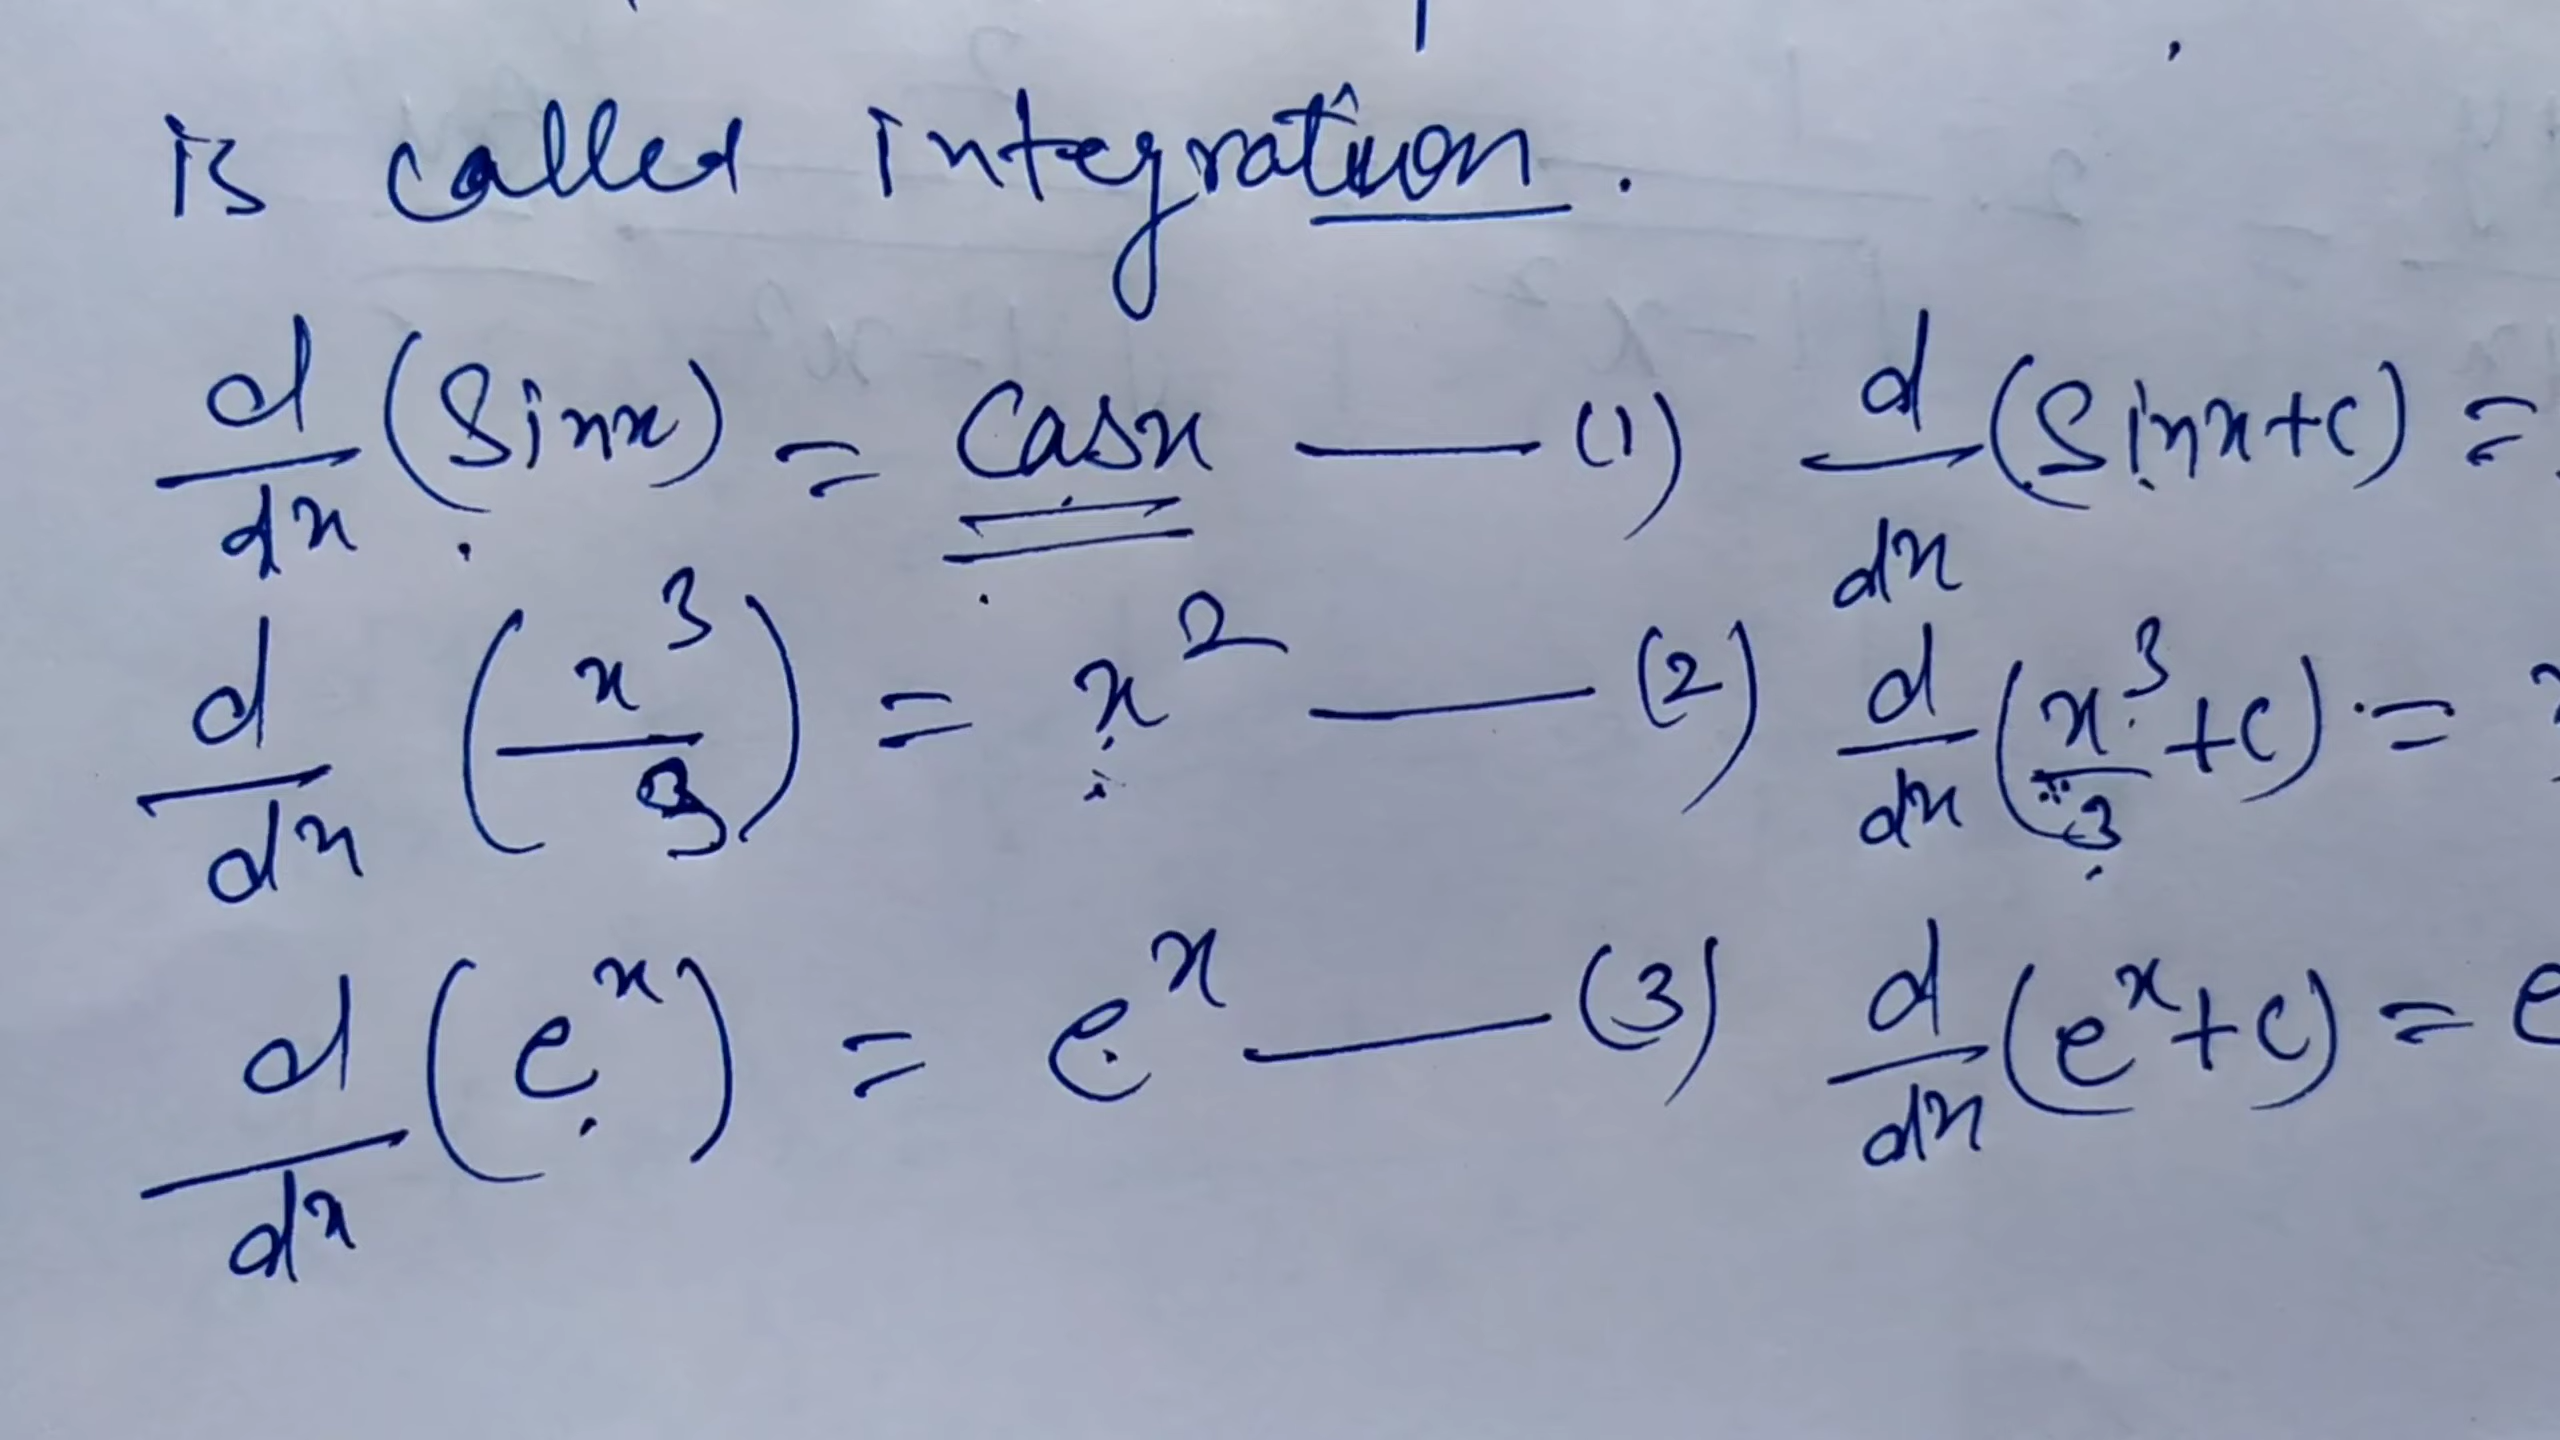 is called integration.
d/dx (Sinx) = Cosx —— (1) d/dx (Sinx+c) =
d/dx (x^3/3) = x^2 —— (2) d/dx (x^3/3 +c) =
d/dx (e^x) = e^x —— (3) d/dx (e^x+c) = e